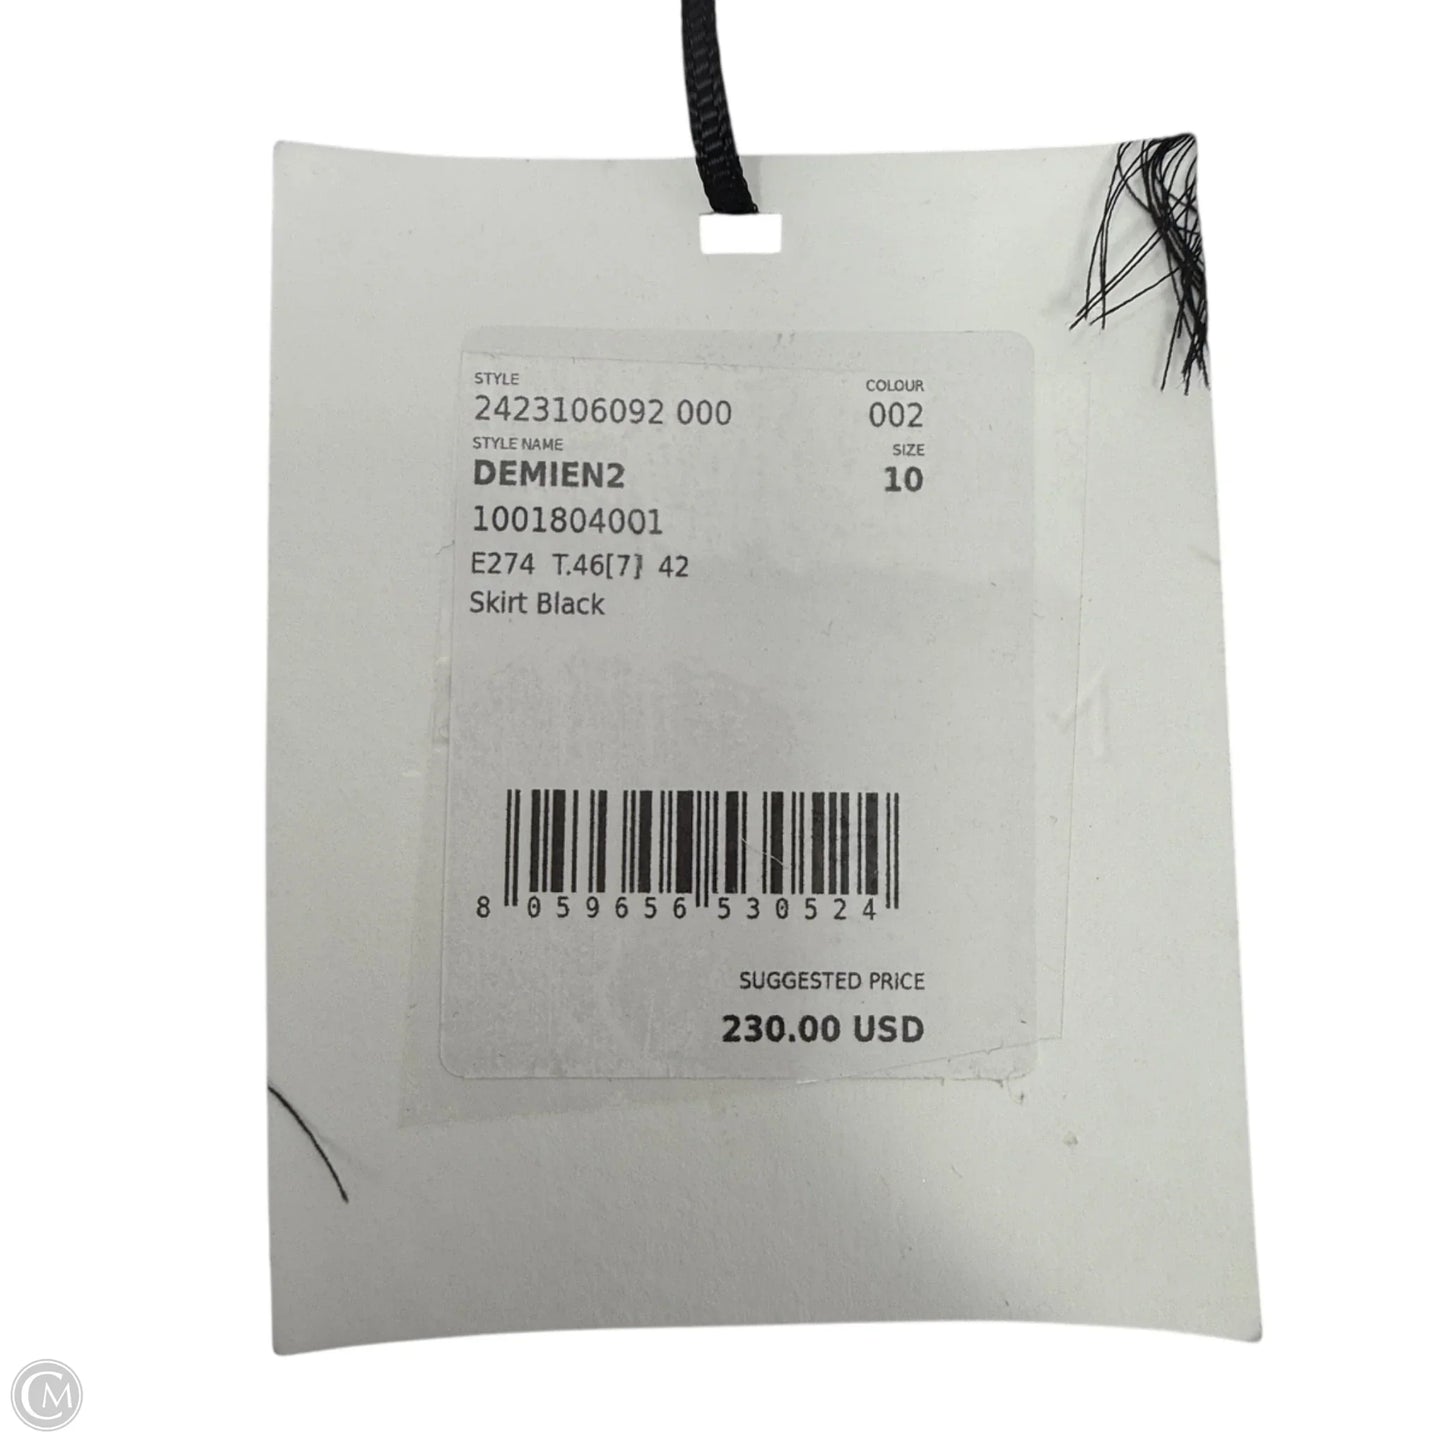 STYLE COLOUR
2423106092 000 002
STYLE NAME SIZE
DEMIEN2 10
1001804001
E274 T.46[7] 42
Skirt Black
8 059656 530524
SUGGESTED PRICE
230.00 USD
CM